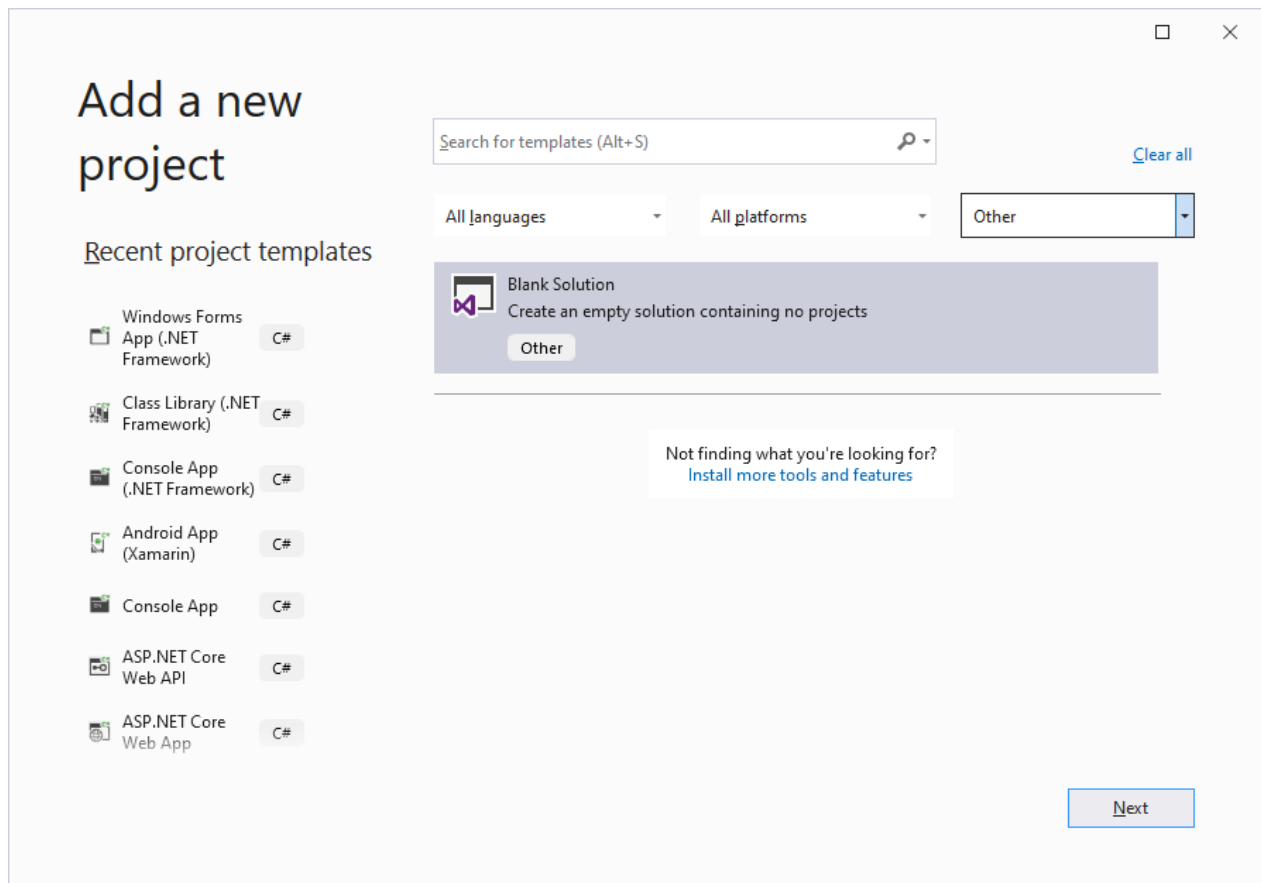 Add a new
project
Search for templates (Alt+S)
Clear all
All languages
All platforms
Other
Recent project templates
Windows Forms
App (.NET
Framework)
C#
Class Library (.NET
Framework)
C#
Console App
(.NET Framework)
C#
Android App
(Xamarin)
C#
Console App
C#
ASP.NET Core
Web API
C#
ASP.NET Core
Web App
C#
Blank Solution
Create an empty solution containing no projects
Other
Not finding what you're looking for?
Install more tools and features
Next